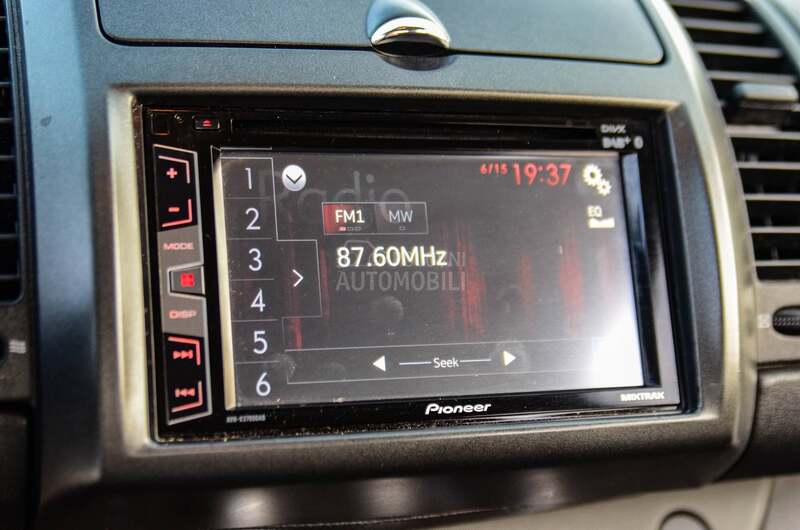 DIVX
DAB+
+
-
MODE
DISP
1
2
3
4
5
6
Radio
6/15 19:37
FM1 MW
EQ
87.60MHz
AUTOMOBILI
Seek
Pioneer
MIXTRAX